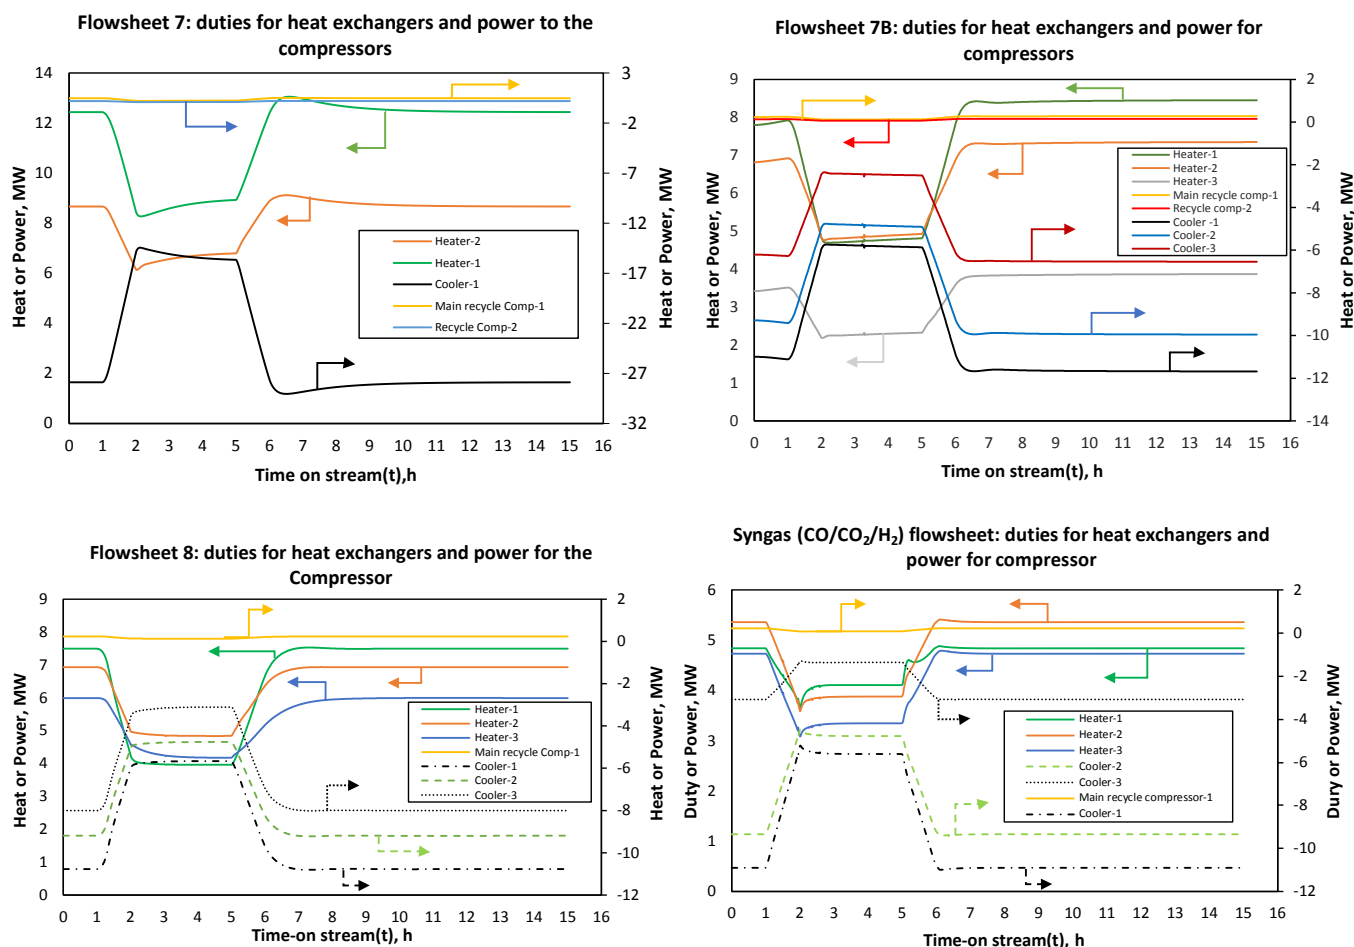 Flowsheet 7: duties for heat exchangers and power to the
compressors
Heat or Power, MW
14
12
10
8
6
4
2
0
3
-2
-7
-12
-17
-22
-27
-32
Heat or Power, MW
Heater-2
Heater-1
Cooler-1
Main recycle Comp-1
Recycle Comp-2
0 1 2 3 4 5 6 7 8 9 10 11 12 13 14 15 16
Time on stream(t),h
Flowsheet 7B: duties for heat exchangers and power for
compressors
Heat or Power, MW
9
8
7
6
5
4
3
2
1
0
2
0
-2
-4
-6
-8
-10
-12
-14
Heat or Power, MW
Heater-1
Heater-2
Heater-3
Main recycle comp-1
Recycle comp-2
Cooler -1
Cooler-2
Cooler-3
0 1 2 3 4 5 6 7 8 9 10 11 12 13 14 15 16
Time on stream(t), h
Flowsheet 8: duties for heat exchangers and power for the
Compressor
Heat or Power, MW
9
8
7
6
5
4
3
2
1
0
2
0
-2
-4
-6
-8
-10
-12
Heat or Power, MW
Heater-1
Heater-2
Heater-3
Main recycle Comp-1
Cooler-1
Cooler-2
Cooler-3
0 1 2 3 4 5 6 7 8 9 10 11 12 13 14 15 16
Time-on stream(t), h
Syngas (CO/CO₂/H₂) flowsheet: duties for heat exchangers and
power for compressor
Duty or Power, MW
6
5
4
3
2
1
0
2
0
-2
-4
-6
-8
-10
-12
Dury or Power, MW
Heater-1
Heater-2
Heater-3
Cooler-2
Cooler-3
Main recycle compressor-1
Cooler-1
0 1 2 3 4 5 6 7 8 9 10 11 12 13 14 15 16
Time-on stream(t), h